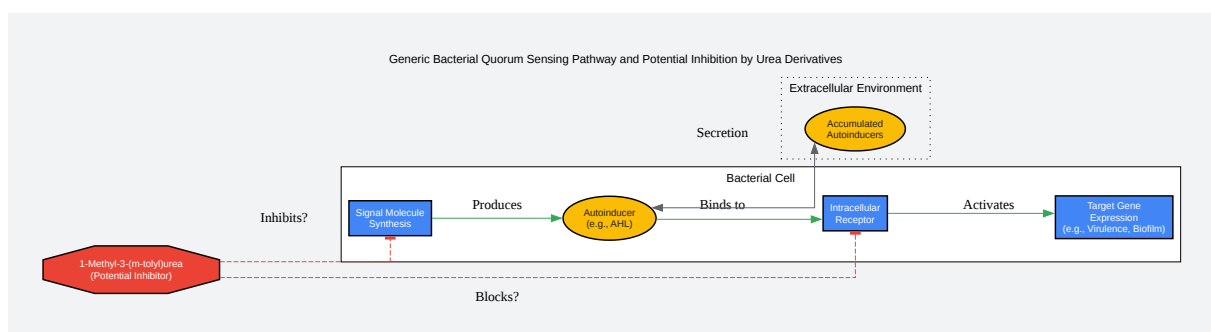 Generic Bacterial Quorum Sensing Pathway and Potential Inhibition by Urea Derivatives
Extracellular Environment
Accumulated
Autoinducers
Secretion
Bacterial Cell
Signal Molecule
Synthesis
Produces
Autoinducer
(e.g., AHL)
Binds to
Intracellular
Receptor
Activates
Target Gene
Expression
(e.g., Virulence, Biofilm)
Inhibits?
1-Methyl-3-(m-tolyl)urea
(Potential Inhibitor)
Blocks?